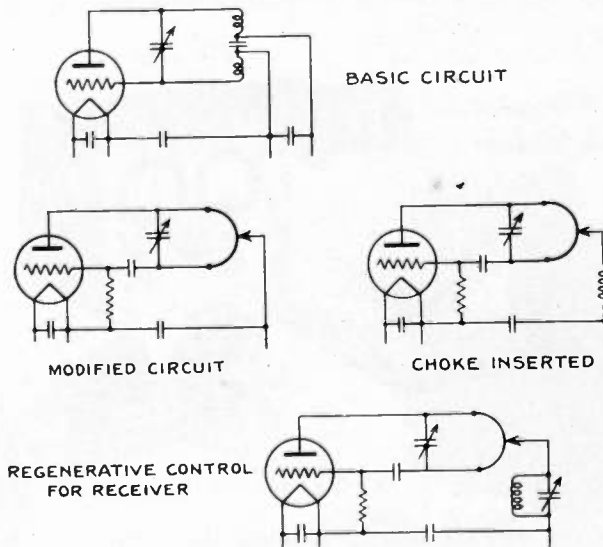 BASIC CIRCUIT
MODIFIED CIRCUIT
CHOKE INSERTED
REGENERATIVE CONTROL
FOR RECEIVER